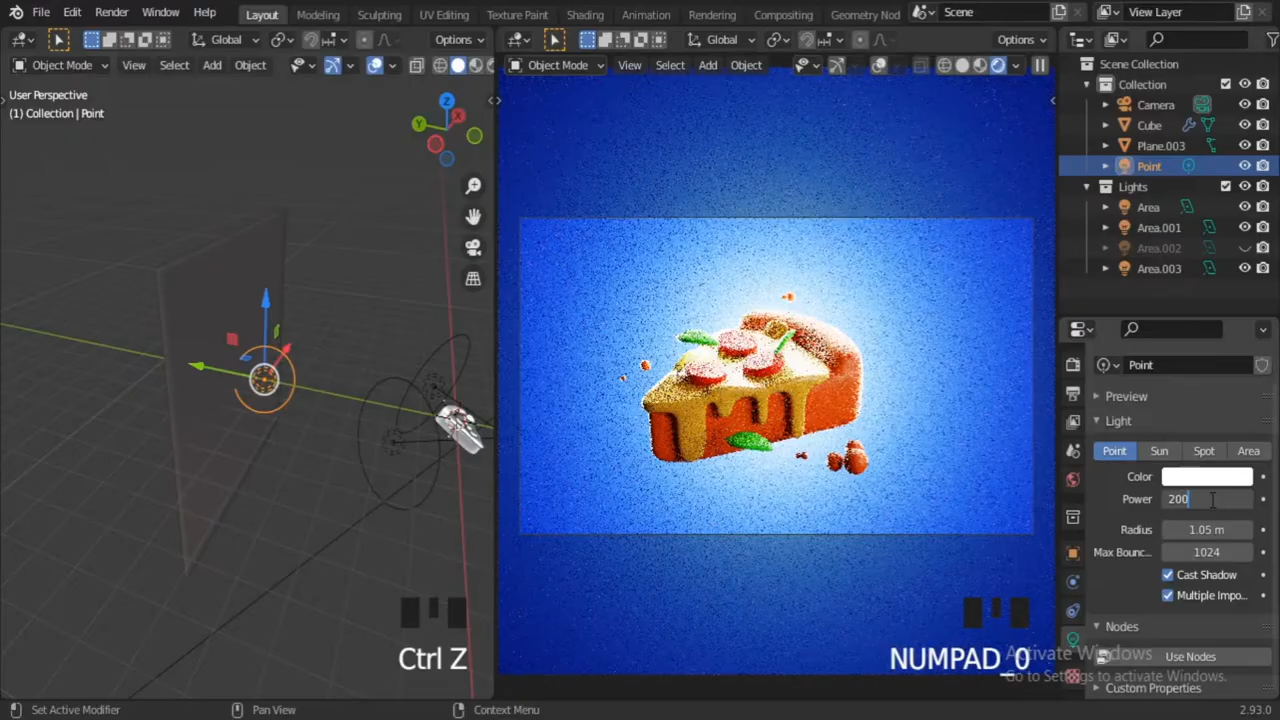 File Edit Render Window Help Layout Modeling Sculpting UV Editing Texture Paint Shading Animation Rendering Compositing Geometry Nod Scene View Layer
Global Options Global Options
Object Mode View Select Add Object Object Mode View Select Add Object
User Perspective
(1) Collection | Point
Z
X
Y
Scene Collection
Collection
Camera
Cube
Plane.003
Point
Lights
Area
Area.001
Area.002
Area.003
Point
Preview
Light
Point Sun Spot Area
Color
Power 200
Radius 1.05 m
Max Bounc... 1024
Cast Shadow
Multiple Impo...
Nodes
Use Nodes
Custom Properties
Ctrl Z
NUMPAD_0
Activate Windows
Go to Settings to activate Windows.
Set Active Modifier Pan View Context Menu 2.93.0